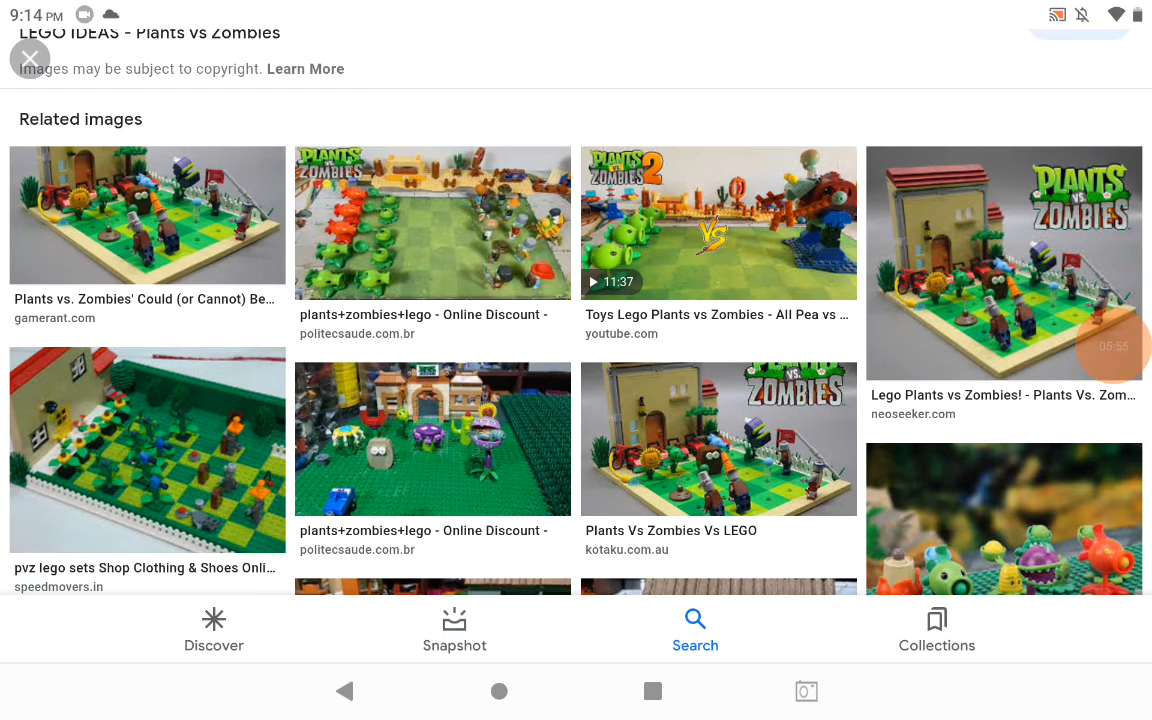 9:14 PM
LEGO IDEAS - Plants vs Zombies
Images may be subject to copyright. Learn More
Related images
PLANTS VS. ZOMBIES
PLANTS VS. ZOMBIES 2
VS
11:37
PLANTS VS. ZOMBIES
05:55
Plants vs. Zombies' Could (or Cannot) Be...
gamerant.com
plants+zombies+lego - Online Discount -
politecsaude.com.br
Toys Lego Plants vs Zombies - All Pea vs ...
youtube.com
Lego Plants vs Zombies! - Plants Vs. Zom...
neoseeker.com
VS. ZOMBIES
pvz lego sets Shop Clothing & Shoes Onli...
speedmovers.in
plants+zombies+lego - Online Discount -
politecsaude.com.br
Plants Vs Zombies Vs LEGO
kotaku.com.au
Discover
Snapshot
Search
Collections